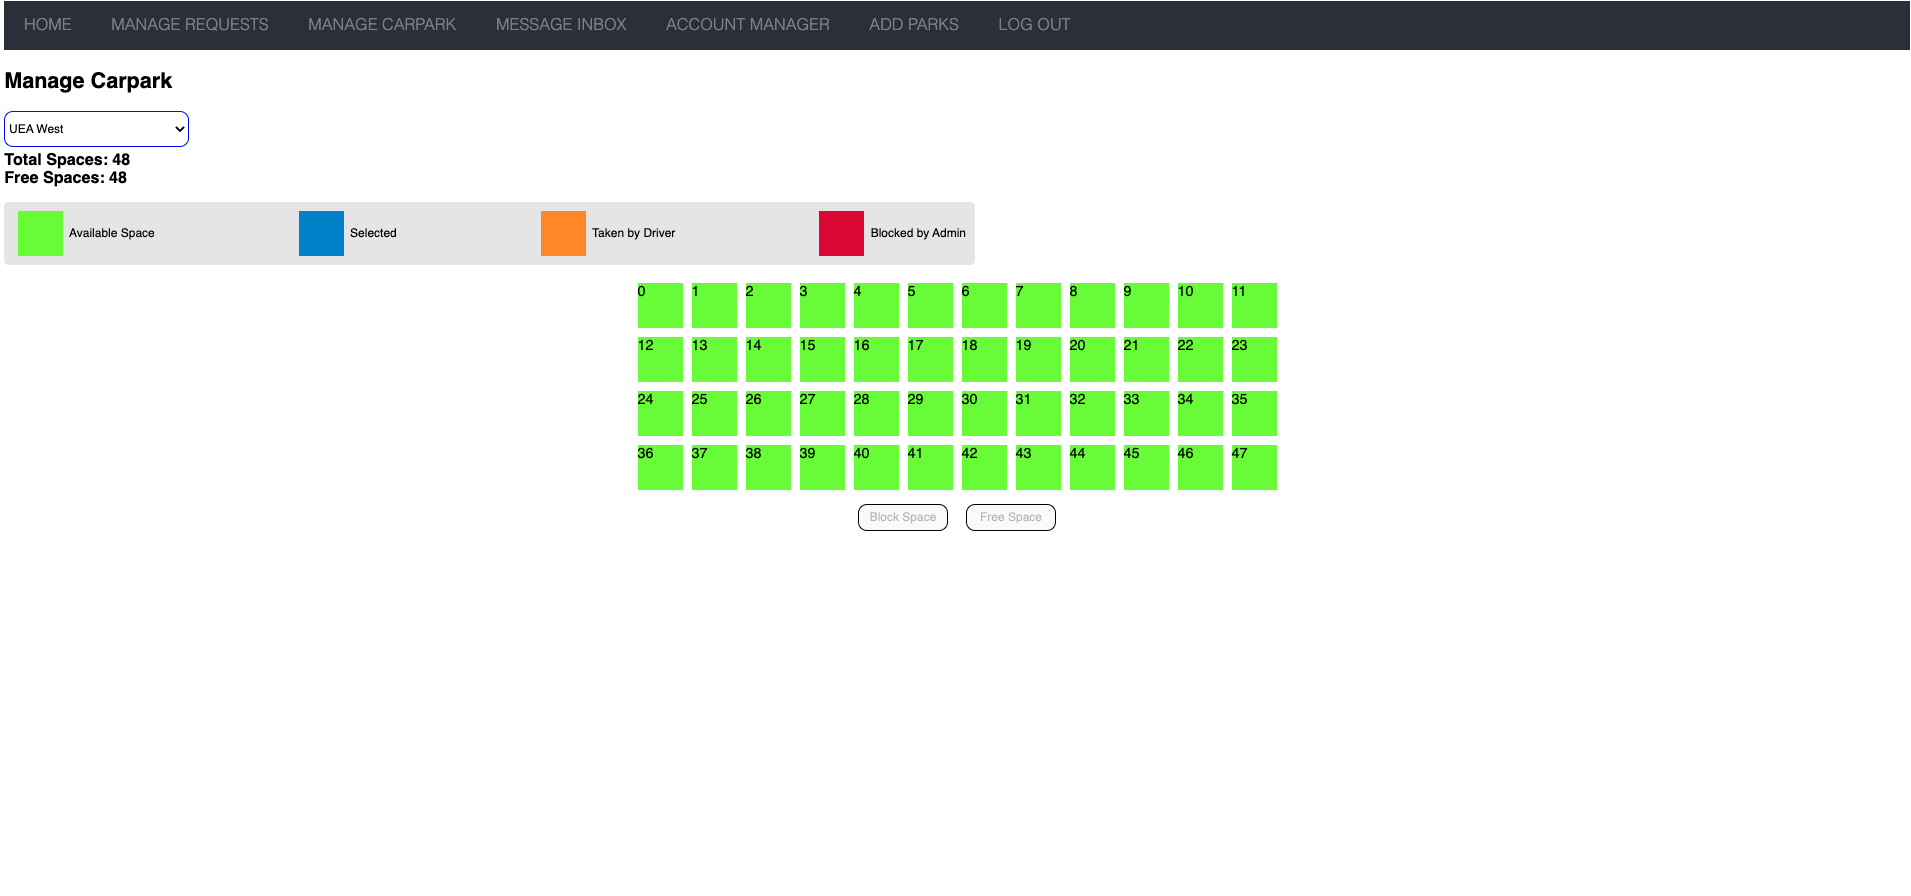 HOME MANAGE REQUESTS MANAGE CARPARK MESSAGE INBOX ACCOUNT MANAGER ADD PARKS LOG OUT
Manage Carpark
UEA West
Total Spaces: 48
Free Spaces: 48
Available Space Selected Taken by Driver Blocked by Admin
0 1 2 3 4 5 6 7 8 9 10 11
12 13 14 15 16 17 18 19 20 21 22 23
24 25 26 27 28 29 30 31 32 33 34 35
36 37 38 39 40 41 42 43 44 45 46 47
Block Space Free Space